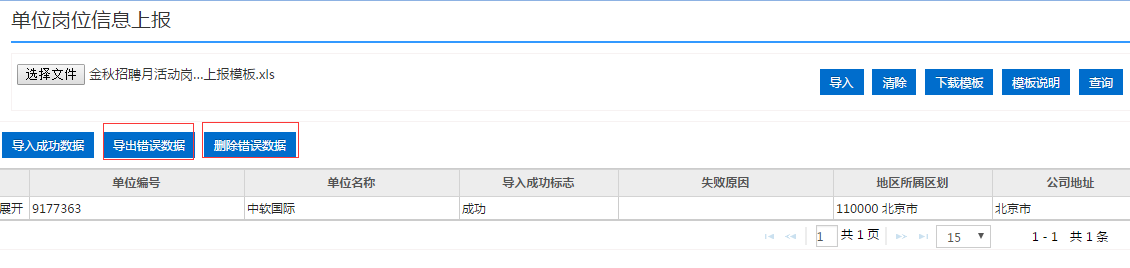 单位岗位信息上报
选择文件 金秋招聘月活动岗...上报模板.xls
导入 清除 下载模板 模板说明 查询
导入成功数据 导出错误数据 删除错误数据
单位编号 单位名称 导入成功标志 失败原因 地区所属区划 公司地址
展开 9177363 中软国际 成功 110000 北京市 北京市
1 共 1 页 15 1 - 1 共 1 条